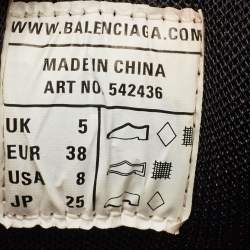 WWW.BALENCIAGA.COM
MADE IN CHINA
ART NO. 542436
UK 5
EUR 38
USA 8
JP 25